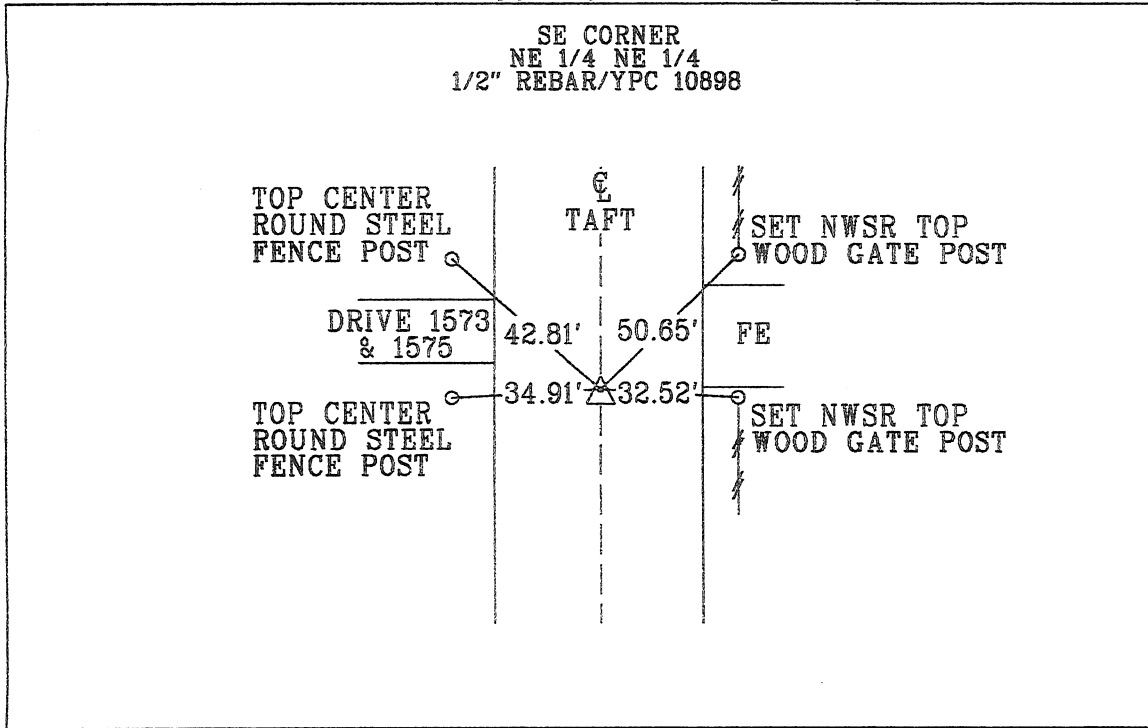 SE CORNER
NE 1/4 NE 1/4
1/2" REBAR/YPC 10898
TOP CENTER
ROUND STEEL
FENCE POST
℄
TAFT
SET NWSR TOP
WOOD GATE POST
DRIVE 1573
& 1575
42.81'
50.65'
FE
34.91'
32.52'
TOP CENTER
ROUND STEEL
FENCE POST
SET NWSR TOP
WOOD GATE POST